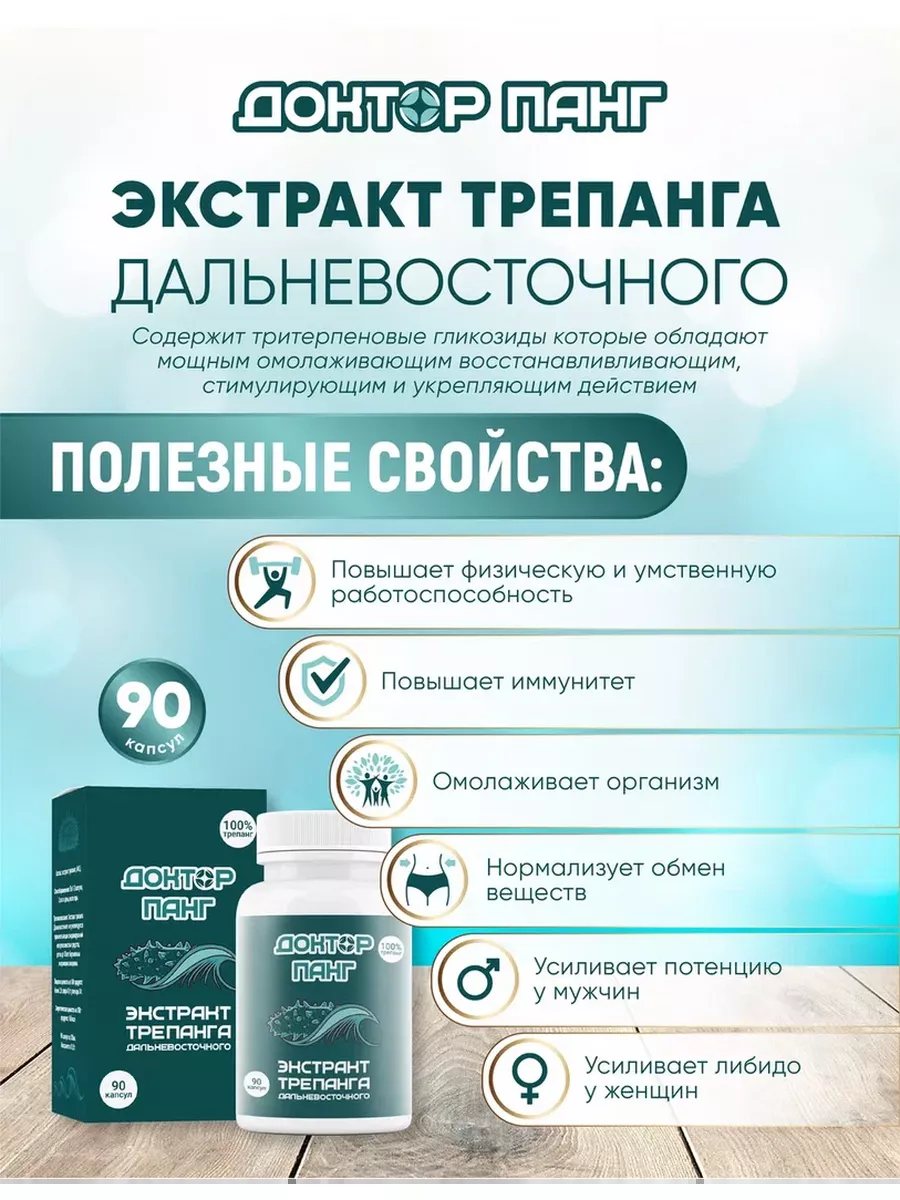 ДОКТОР ПАНГ
ЭКСТРАКТ ТРЕПАНГА
ДАЛЬНЕВОСТОЧНОГО
Содержит тритерпеновые гликозиды которые обладают
мощным омолаживающим восстанавливливающим,
стимулирующим и укрепляющим действием
ПОЛЕЗНЫЕ СВОЙСТВА:
Повышает физическую и умственную
работоспособность
Повышает иммунитет
90
капсул
Омолаживает организм
Нормализует обмен
веществ
Усиливает потенцию
у мужчин
Усиливает либидо
у женщин
100%
трепанг
ДОКТОР
ПАНГ
ЭКСТРАКТ
ТРЕПАНГА
ДАЛЬНЕВОСТОЧНОГО
90
капсул
ДОКТОР
ПАНГ
100%
трепанг
ЭКСТРАКТ
ТРЕПАНГА
ДАЛЬНЕВОСТОЧНОГО
90
капсул